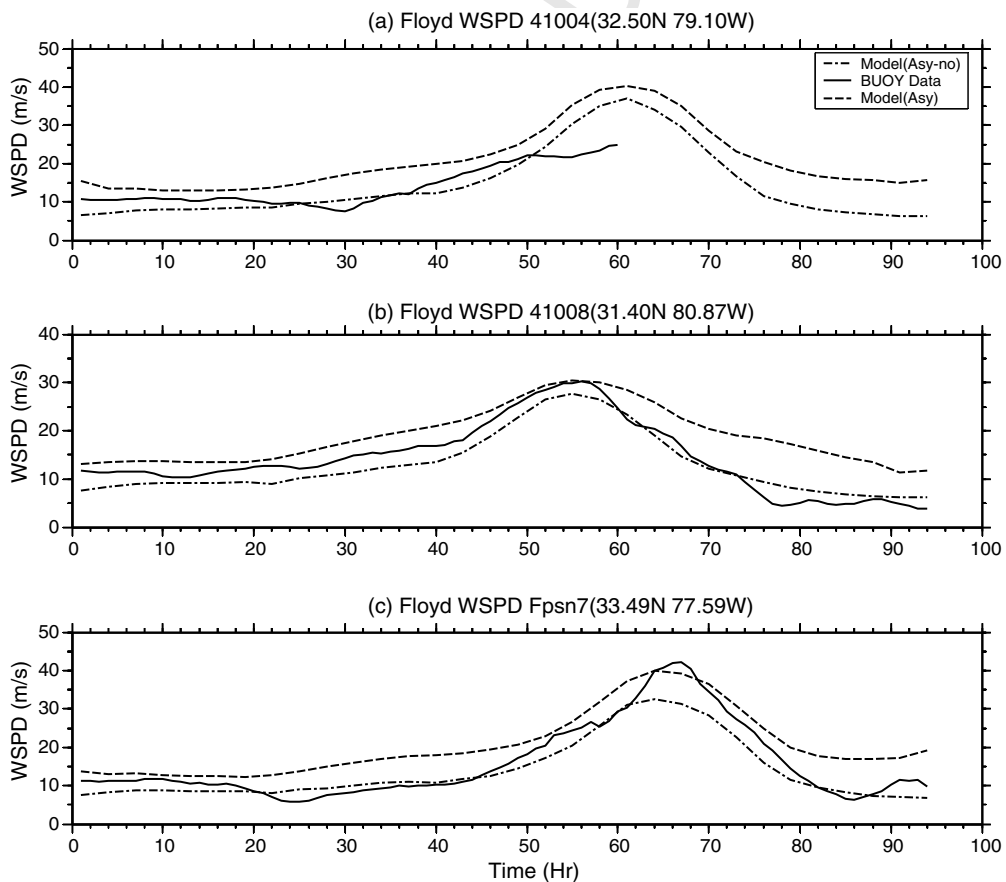 (a) Floyd WSPD 41004(32.50N 79.10W)
50
40
30
20
10
0
WSPD (m/s)
Model(Asy-no)
BUOY Data
Model(Asy)
0 10 20 30 40 50 60 70 80 90 100
(b) Floyd WSPD 41008(31.40N 80.87W)
40
30
20
10
0
WSPD (m/s)
0 10 20 30 40 50 60 70 80 90 100
(c) Floyd WSPD Fpsn7(33.49N 77.59W)
50
40
30
20
10
0
WSPD (m/s)
0 10 20 30 40 50 60 70 80 90 100
Time (Hr)